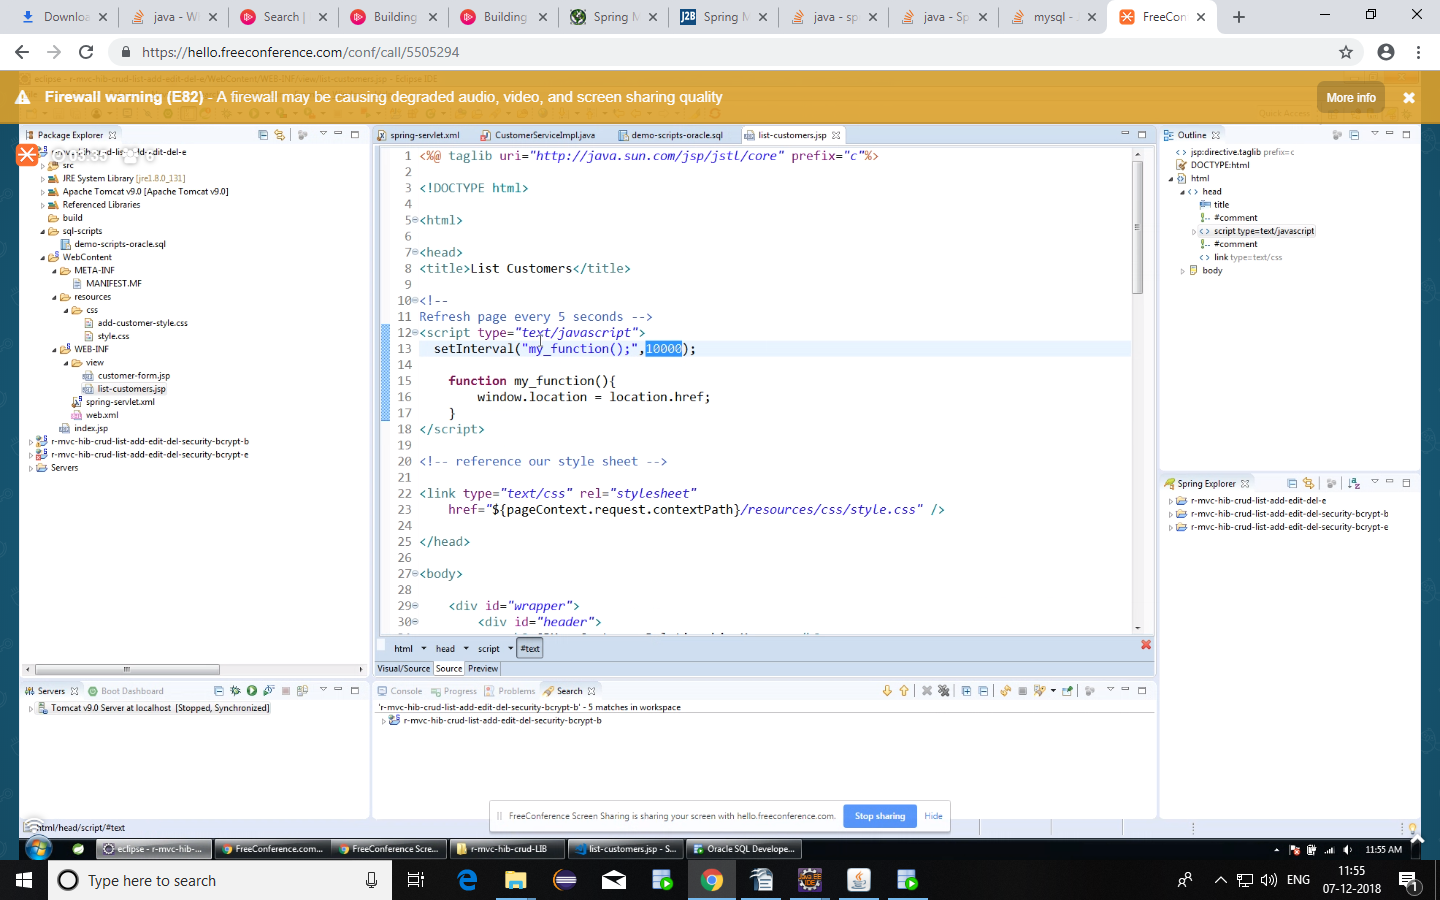 Downloa
java - W
Search |
Building
Building
Spring M
J2B Spring M
java - sp
java - Sp
mysql -
FreeCon
https://hello.freeconference.com/conf/call/5505294
eclipse - r-mvc-hib-crud-list-add-edit-del-e/WebContent/WEB-INF/view/list-customers.jsp - Eclipse IDE
Firewall warning (E82) - A firewall may be causing degraded audio, video, and screen sharing quality
More info
Quick Access
Package Explorer
spring-servlet.xml
CustomerServiceImpl.java
demo-scripts-oracle.sql
list-customers.jsp
Outline
src
JRE System Library [jre1.8.0_131]
Apache Tomcat v9.0 [Apache Tomcat v9.0]
Referenced Libraries
build
sql-scripts
demo-scripts-oracle.sql
WebContent
META-INF
MANIFEST.MF
resources
css
add-customer-style.css
style.css
WEB-INF
view
customer-form.jsp
list-customers.jsp
spring-servlet.xml
web.xml
index.jsp
r-mvc-hib-crud-list-add-edit-del-security-bcrypt-b
r-mvc-hib-crud-list-add-edit-del-security-bcrypt-e
Servers
1 <%@ taglib uri="http://java.sun.com/jsp/jstl/core" prefix="c"%>
2
3 <!DOCTYPE html>
4
5 <html>
6
7 <head>
8 <title>List Customers</title>
9
10 <!--
11 Refresh page every 5 seconds -->
12 <script type="text/javascript">
13 setInterval("my_function();",10000);
14
15 function my_function(){
16 window.location = location.href;
17 }
18 </script>
19
20 <!-- reference our style sheet -->
21
22 <link type="text/css" rel="stylesheet"
23 href="${pageContext.request.contextPath}/resources/css/style.css" />
24
25 </head>
26
27 <body>
28
29 <div id="wrapper">
30 <div id="header">
html
head
script
#text
Visual/Source
Source
Preview
jsp:directive.taglib prefix=c
DOCTYPE:html
html
head
title
#comment
script type=text/javascript
#comment
link type=text/css
body
Spring Explorer
r-mvc-hib-crud-list-add-edit-del-e
r-mvc-hib-crud-list-add-edit-del-security-bcrypt-b
r-mvc-hib-crud-list-add-edit-del-security-bcrypt-e
Servers
Boot Dashboard
Tomcat v9.0 Server at localhost [Stopped, Synchronized]
Console
Progress
Problems
Search
'r-mvc-hib-crud-list-add-edit-del-security-bcrypt-b' - 5 matches in workspace
r-mvc-hib-crud-list-add-edit-del-security-bcrypt-b
FreeConference Screen Sharing is sharing your screen with hello.freeconference.com.
Stop sharing
Hide
html/head/script/#text
eclipse - r-mvc-hib-...
FreeConference.com...
FreeConference Scre...
r-mvc-hib-crud-LIB
list-customers.jsp - S...
Oracle SQL Develope...
11:55 AM
Type here to search
ENG
11:55
07-12-2018
1